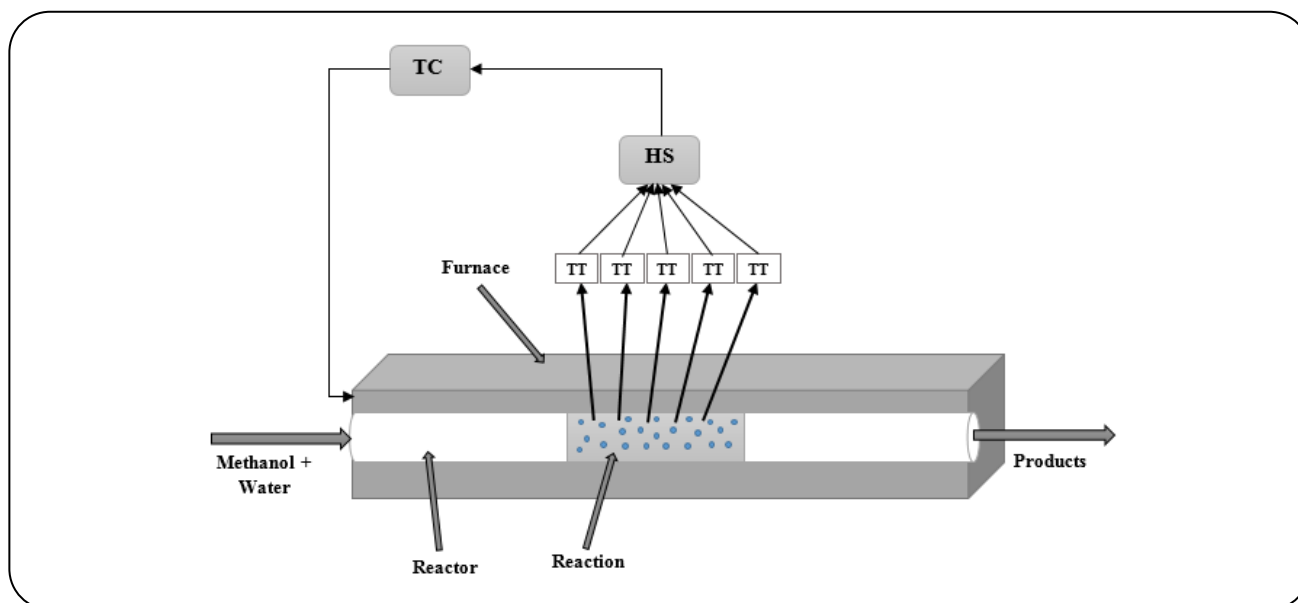 TC
HS
TT TT TT TT TT
Furnace
Methanol +
Water
Products
Reactor
Reaction